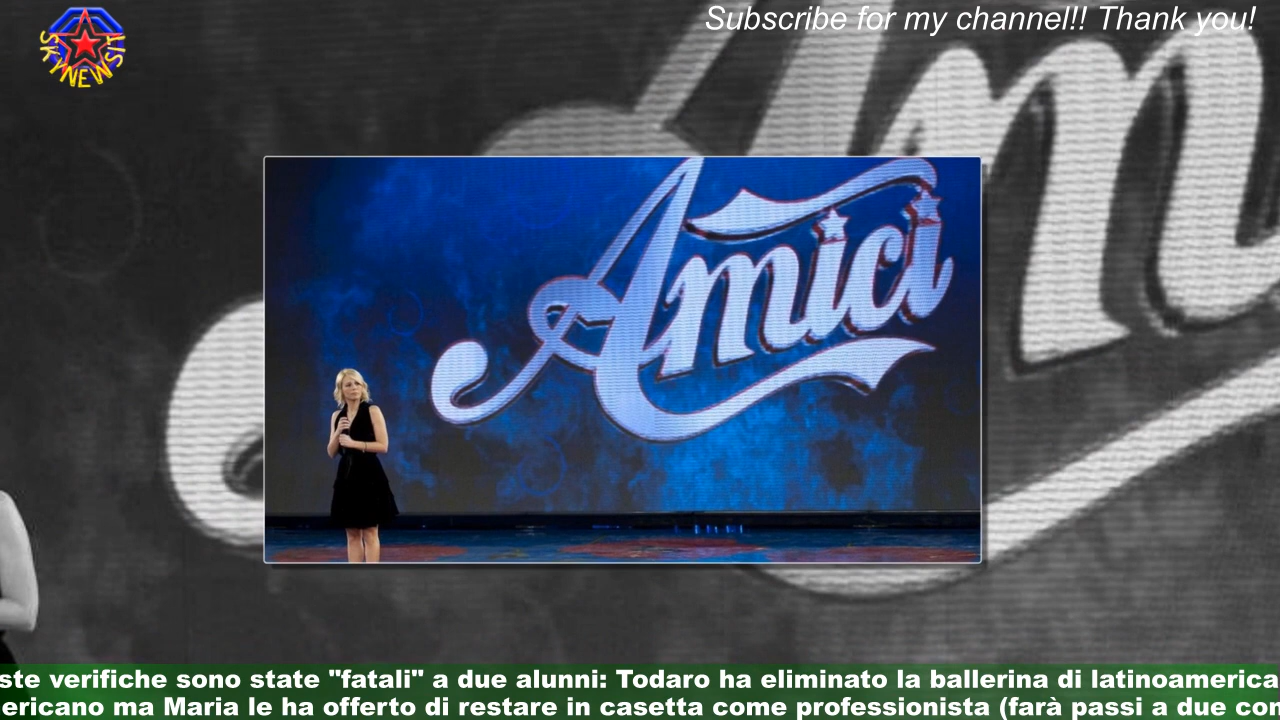 Subscribe for my channel!! Thank you!
SKYNEWSIT
Amici
ste verifiche sono state "fatali" a due alunni: Todaro ha eliminato la ballerina di latinoamerica
ericano ma Maria le ha offerto di restare in casetta come professionista (farà passi a due con